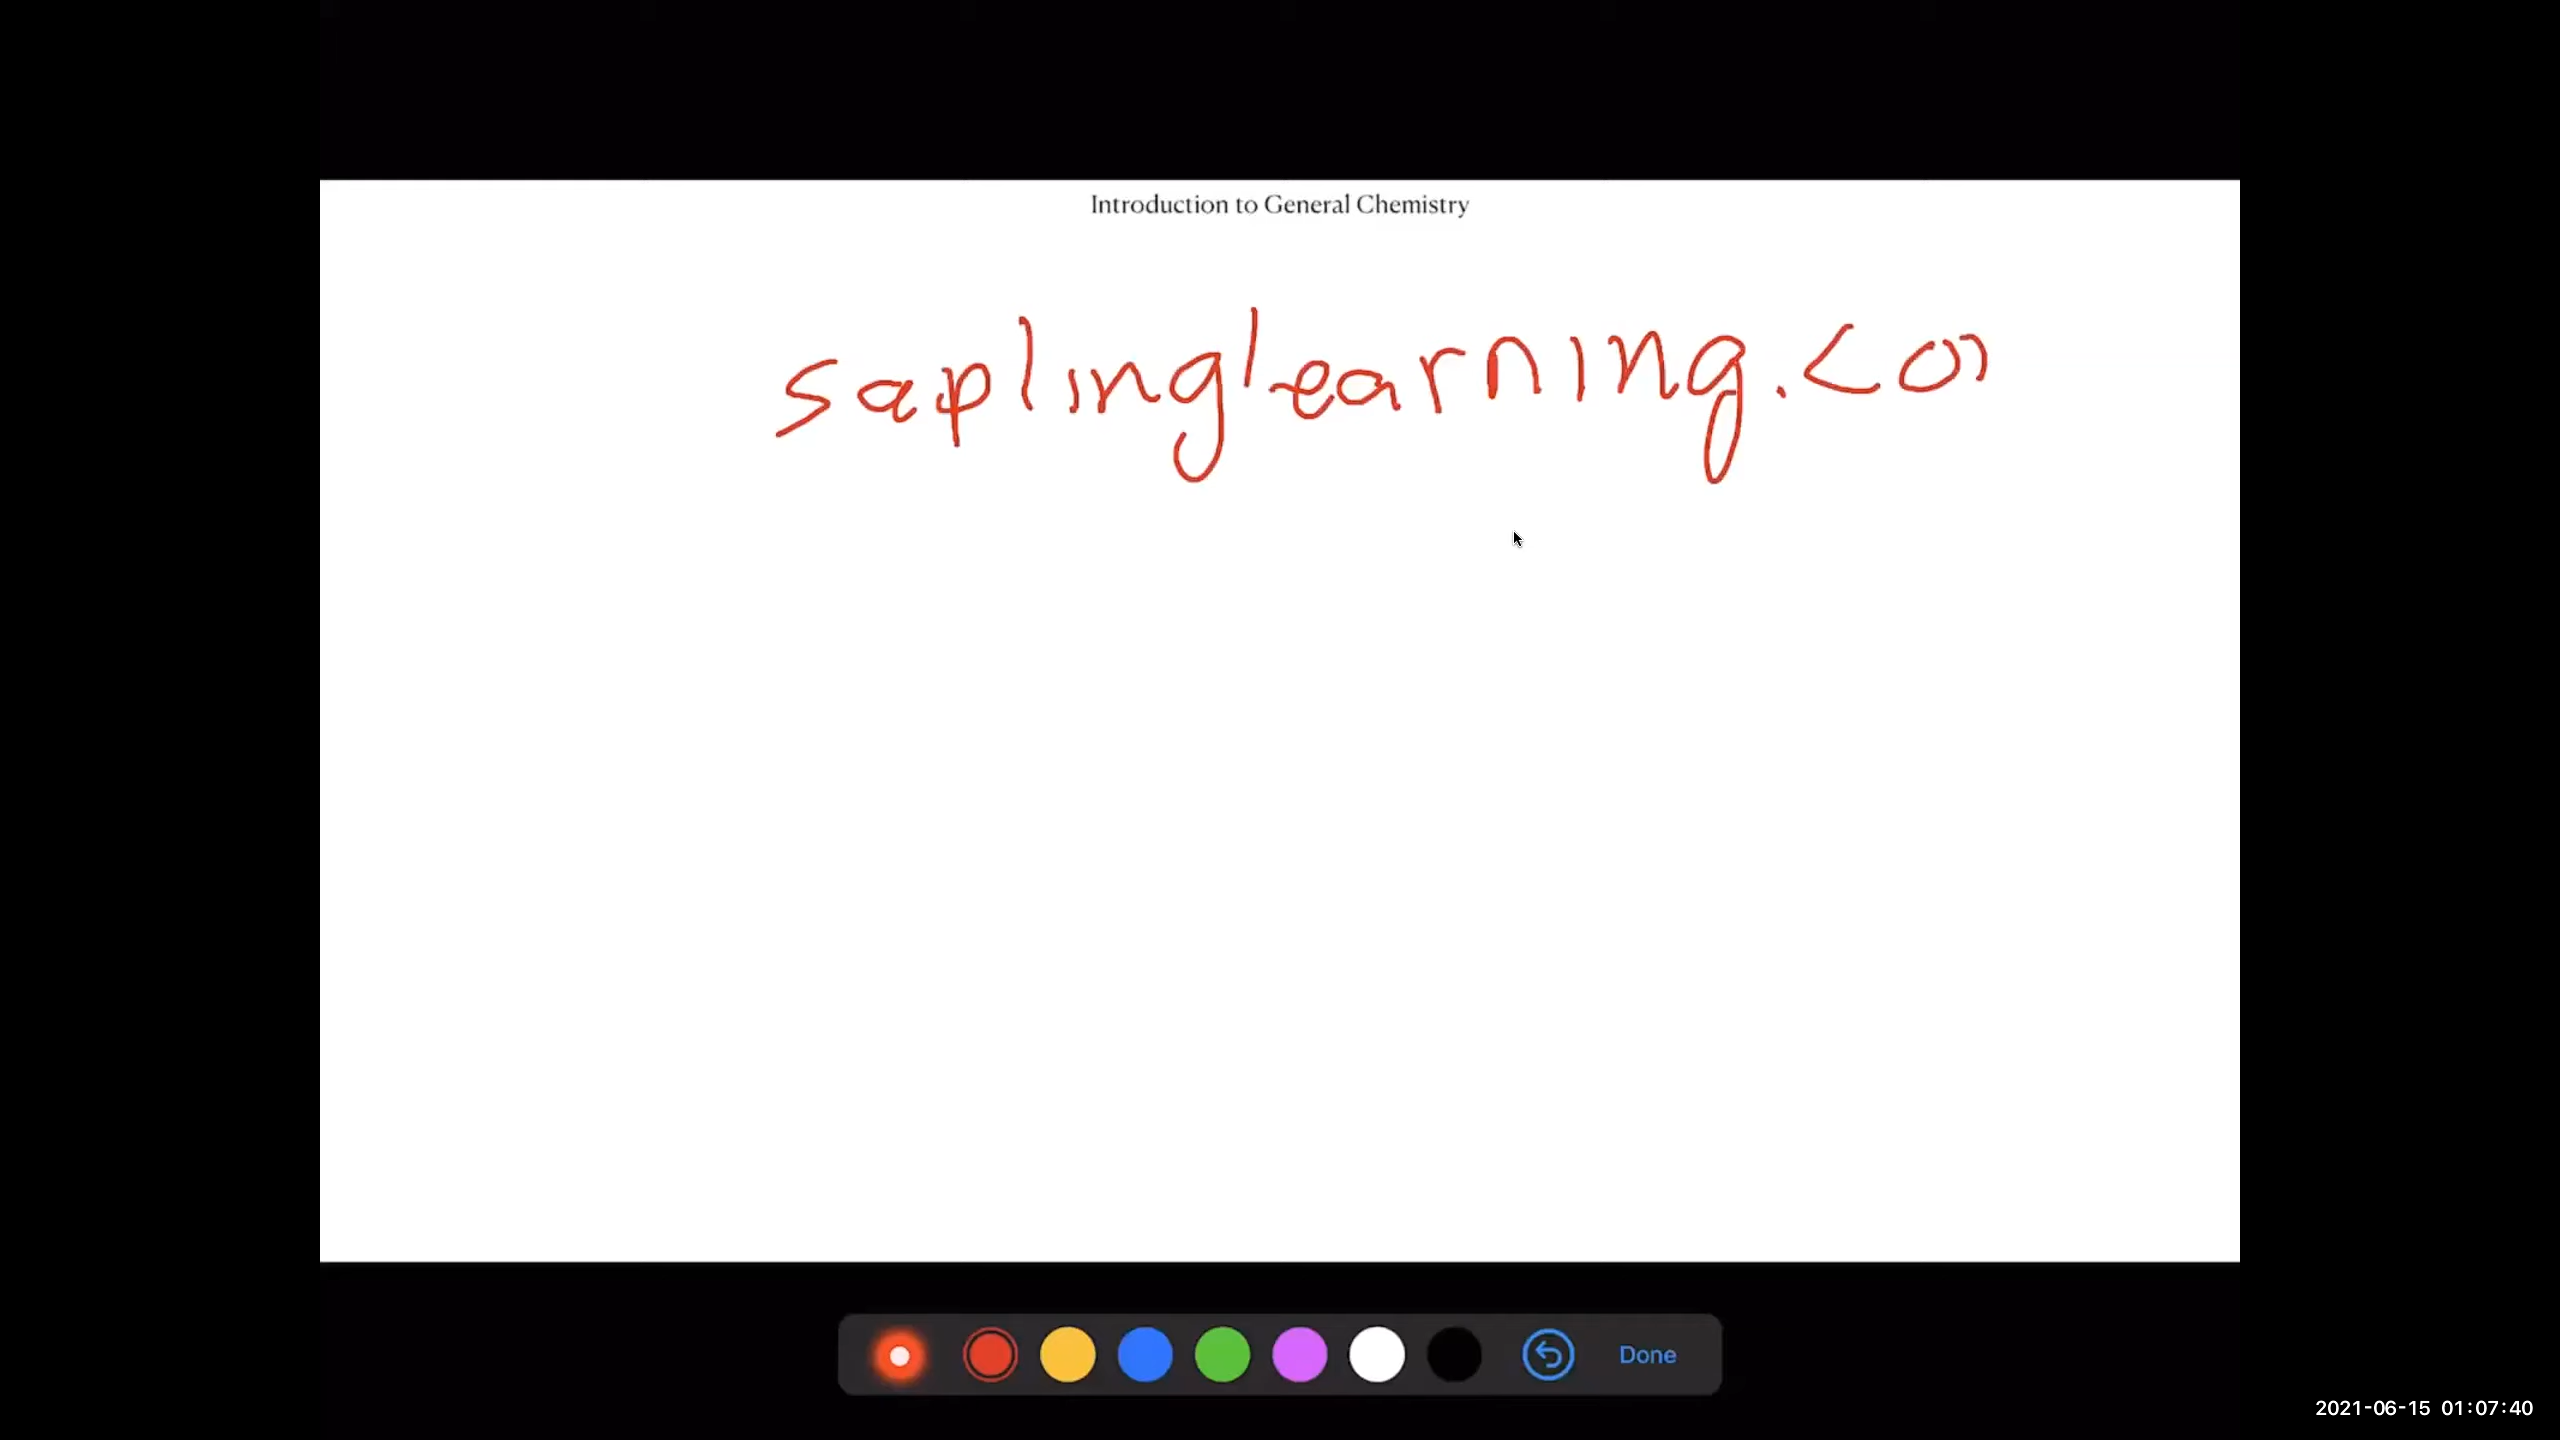 Introduction to General Chemistry
saplinglearning.co
Done
2021-06-15 01:07:40